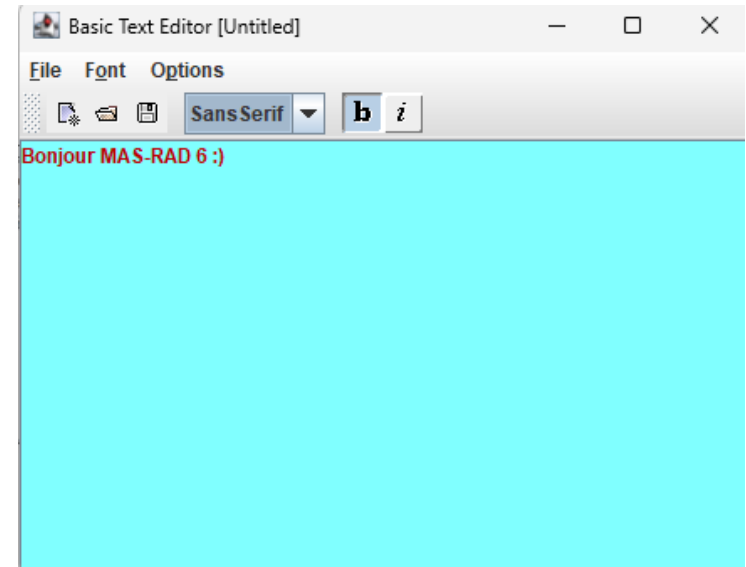 Basic Text Editor [Untitled]
File Font Options
SansSerif b i
Bonjour MAS-RAD 6 :)